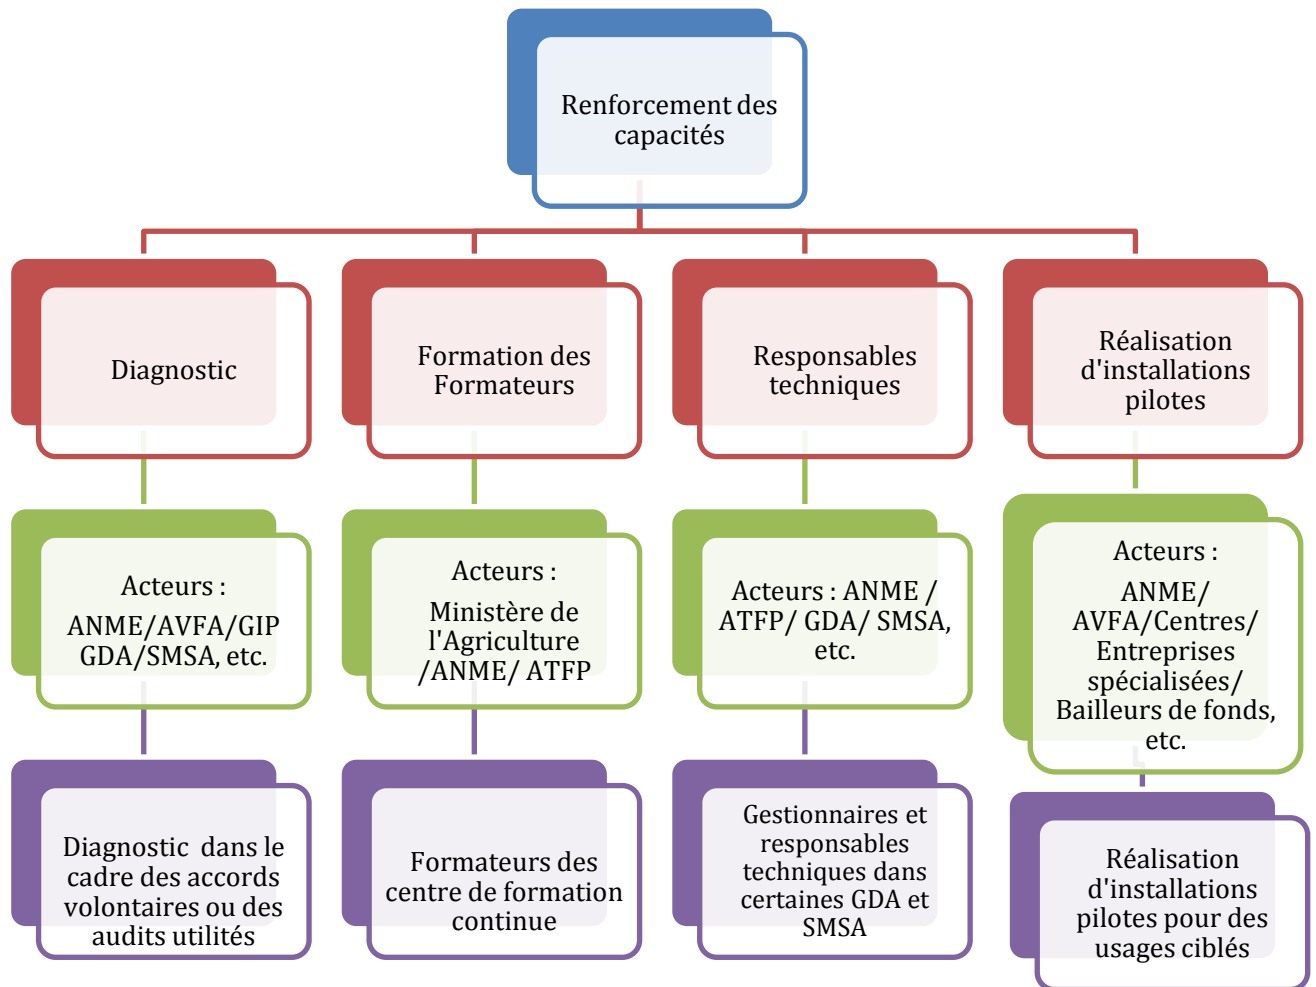 Renforcement des
capacités
Diagnostic
Formation des
Formateurs
Responsables
techniques
Réalisation
d'installations
pilotes
Acteurs :
ANME/AVFA/GIP
GDA/SMSA, etc.
Acteurs :
Ministère de
l'Agriculture
/ANME/ ATFP
Acteurs : ANME /
ATFP/ GDA/ SMSA,
etc.
Acteurs :
ANME/
AVFA/Centres/
Entreprises
spécialisées/
Bailleurs de fonds,
etc.
Diagnostic dans le
cadre des accords
volontaires ou des
audits utilités
Formateurs des
centre de formation
continue
Gestionnaires et
responsables
techniques dans
certaines GDA et
SMSA
Réalisation
d'installations
pilotes pour des
usages ciblés